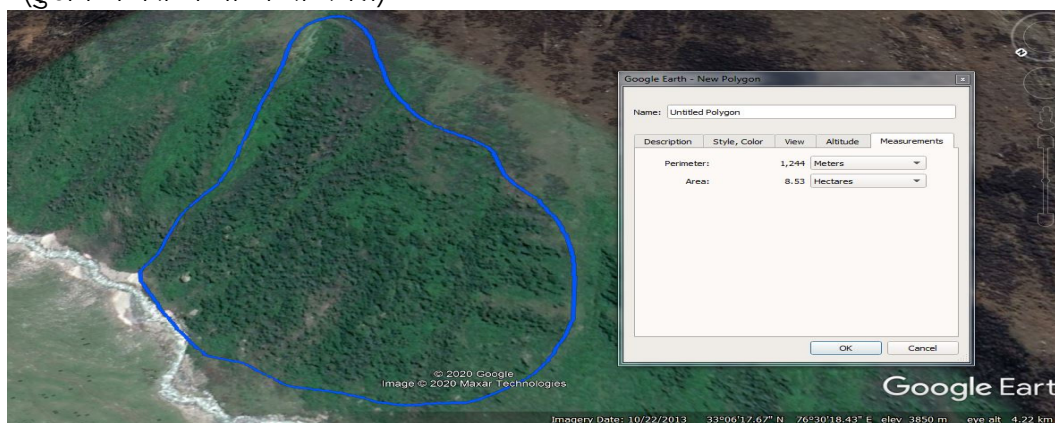 Google Earth - New Polygon
Name: Untitled Polygon
Description Style, Color View Altitude Measurements
Perimeter: 1,244 Meters
Area: 8.53 Hectares
OK Cancel
© 2020 Google
Image © 2020 Maxar Technologies
Google Eart
Imagery Date: 10/22/2013 33°06'17.67" N 76°30'18.43" E elev 3850 m eye alt 4.22 km